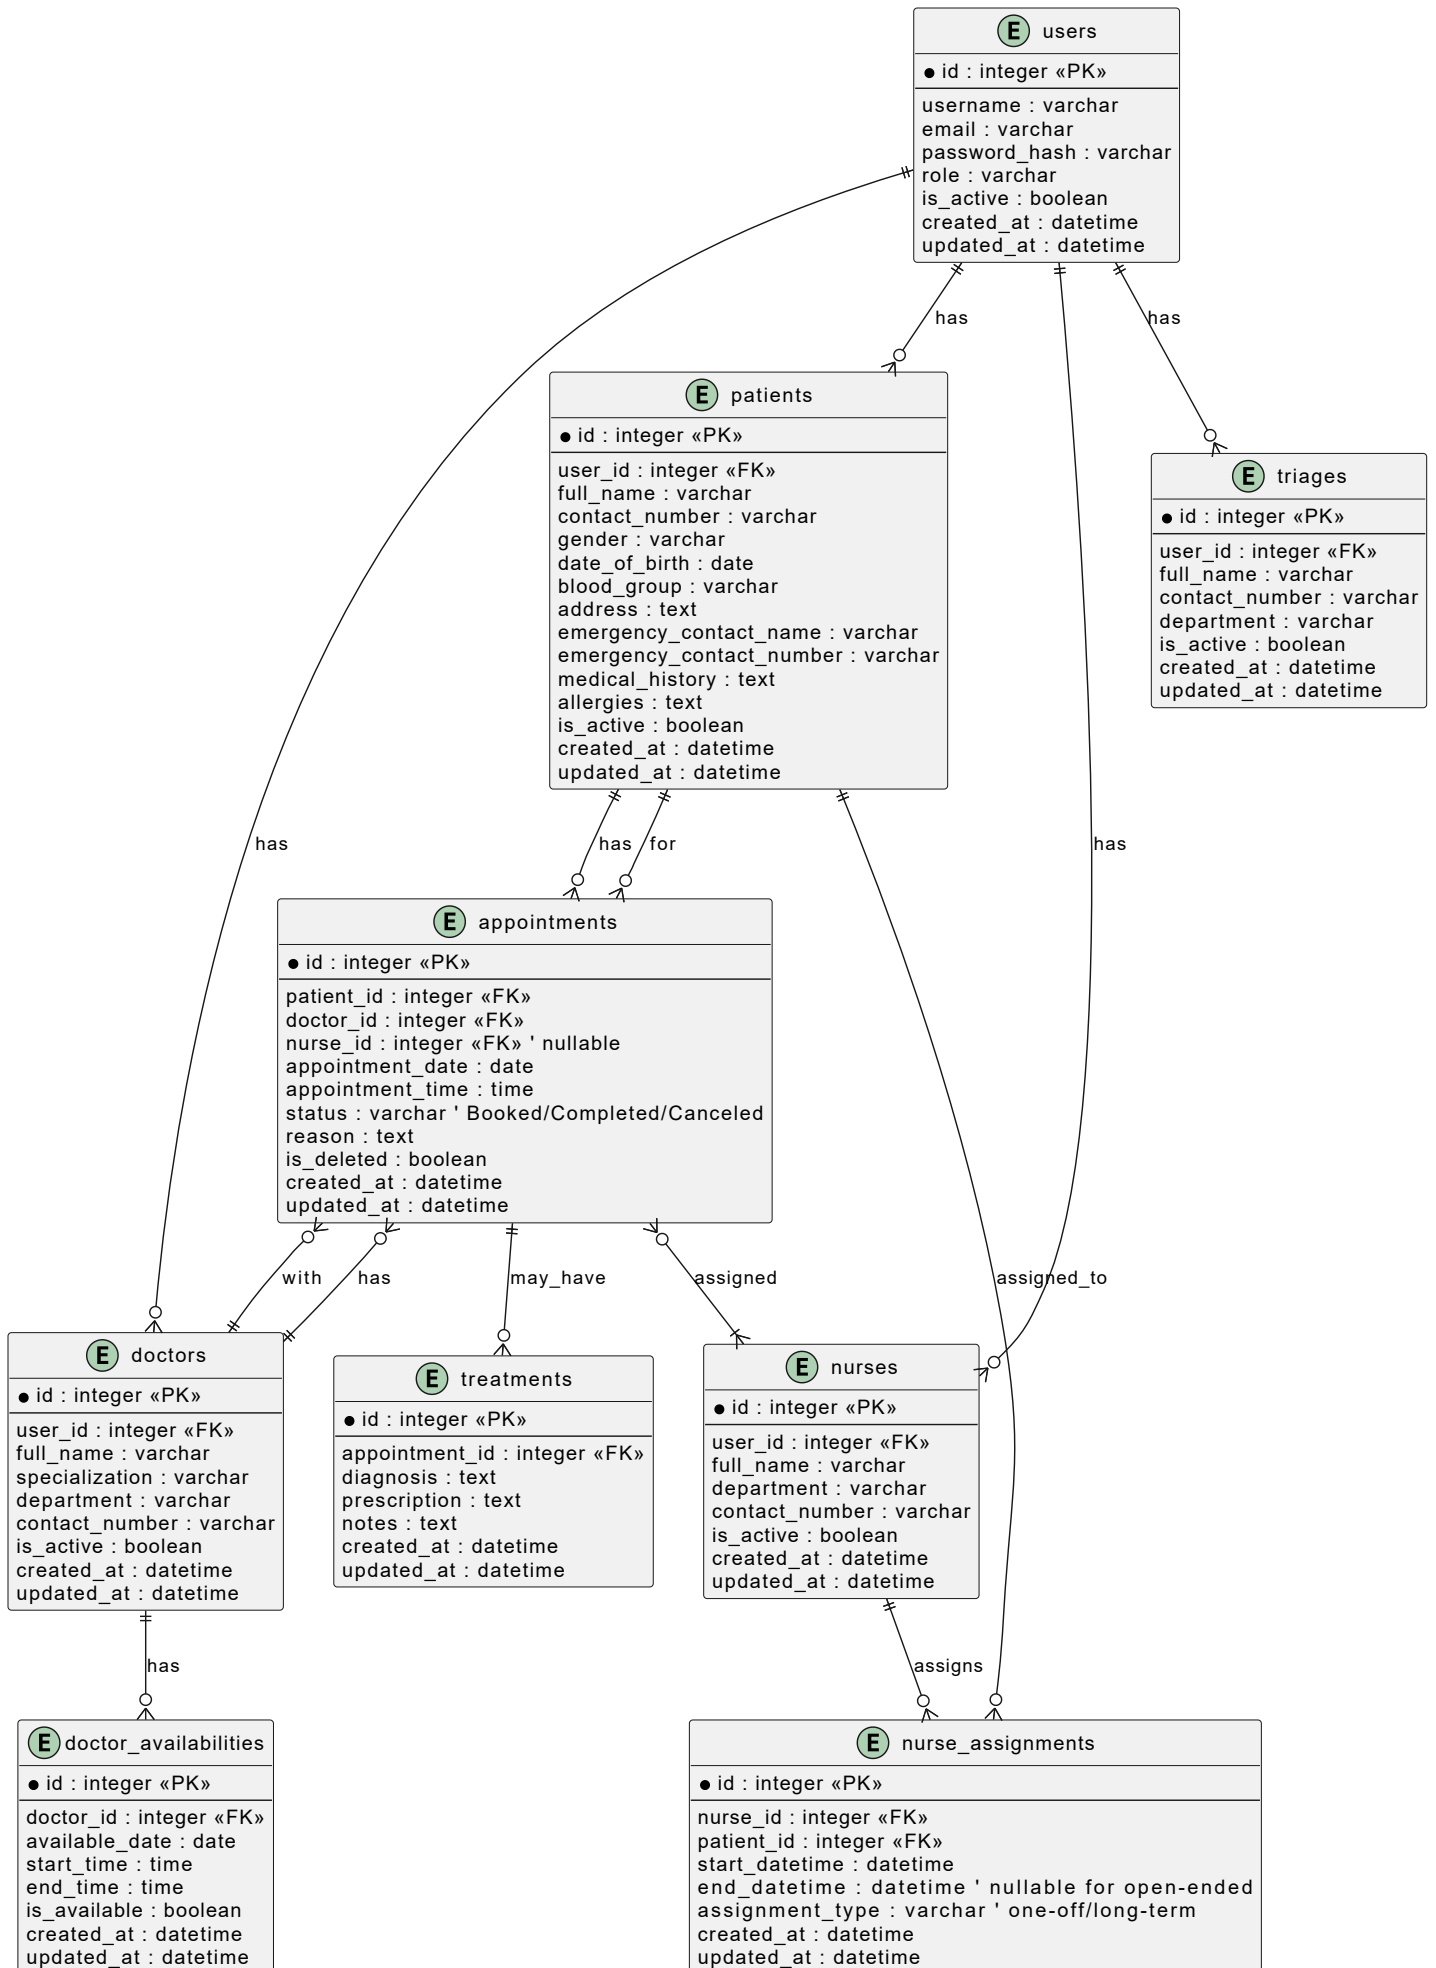 E users
id : integer «PK»
username : varchar
email : varchar
password_hash : varchar
role : varchar
is_active : boolean
created_at : datetime
updated_at : datetime
has
has
E patients
id : integer «PK»
user_id : integer «FK»
full_name : varchar
contact_number : varchar
gender : varchar
date_of_birth : date
blood_group : varchar
address : text
emergency_contact_name : varchar
emergency_contact_number : varchar
medical_history : text
allergies : text
is_active : boolean
created_at : datetime
updated_at : datetime
E triages
id : integer «PK»
user_id : integer «FK»
full_name : varchar
contact_number : varchar
department : varchar
is_active : boolean
created_at : datetime
updated_at : datetime
has
has
for
has
E appointments
id : integer «PK»
patient_id : integer «FK»
doctor_id : integer «FK»
nurse_id : integer «FK» ' nullable
appointment_date : date
appointment_time : time
status : varchar ' Booked/Completed/Canceled
reason : text
is_deleted : boolean
created_at : datetime
updated_at : datetime
with
has
may_have
assigned
assigned_to
E doctors
id : integer «PK»
user_id : integer «FK»
full_name : varchar
specialization : varchar
department : varchar
contact_number : varchar
is_active : boolean
created_at : datetime
updated_at : datetime
E treatments
id : integer «PK»
appointment_id : integer «FK»
diagnosis : text
prescription : text
notes : text
created_at : datetime
updated_at : datetime
E nurses
id : integer «PK»
user_id : integer «FK»
full_name : varchar
department : varchar
contact_number : varchar
is_active : boolean
created_at : datetime
updated_at : datetime
has
assigns
E doctor_availabilities
id : integer «PK»
doctor_id : integer «FK»
available_date : date
start_time : time
end_time : time
is_available : boolean
created_at : datetime
updated_at : datetime
E nurse_assignments
id : integer «PK»
nurse_id : integer «FK»
patient_id : integer «FK»
start_datetime : datetime
end_datetime : datetime ' nullable for open-ended
assignment_type : varchar ' one-off/long-term
created_at : datetime
updated_at : datetime